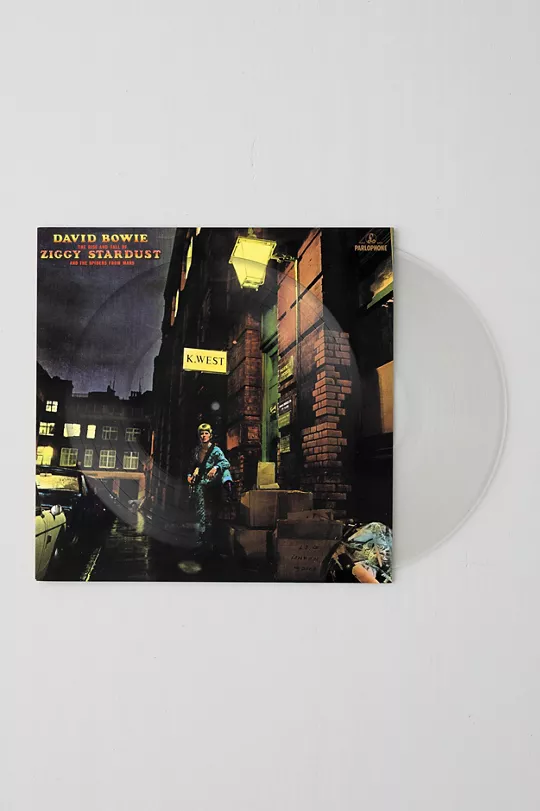 DAVID BOWIE
THE RISE AND FALL OF
ZIGGY STARDUST
AND THE SPIDERS FROM MARS
PARLOPHONE
K.WEST